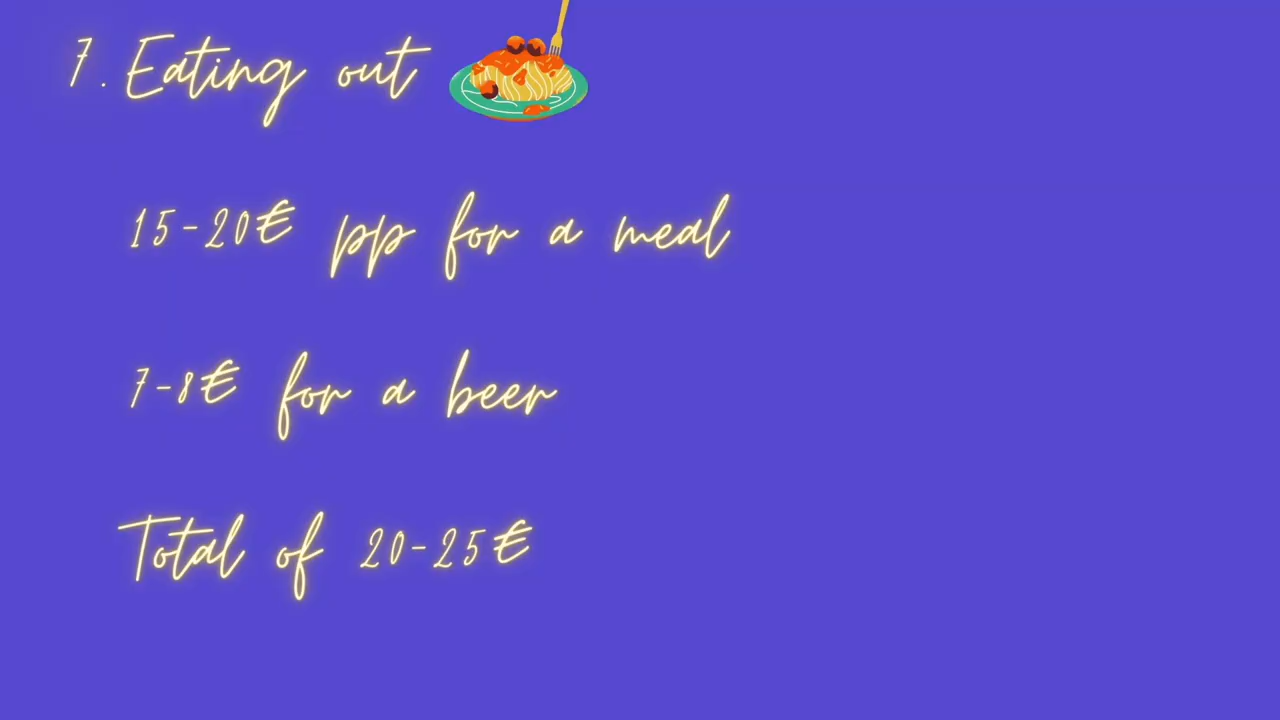 7. Eating out
15-20€ pp for a meal
7-8€ for a beer
Total of 20-25€